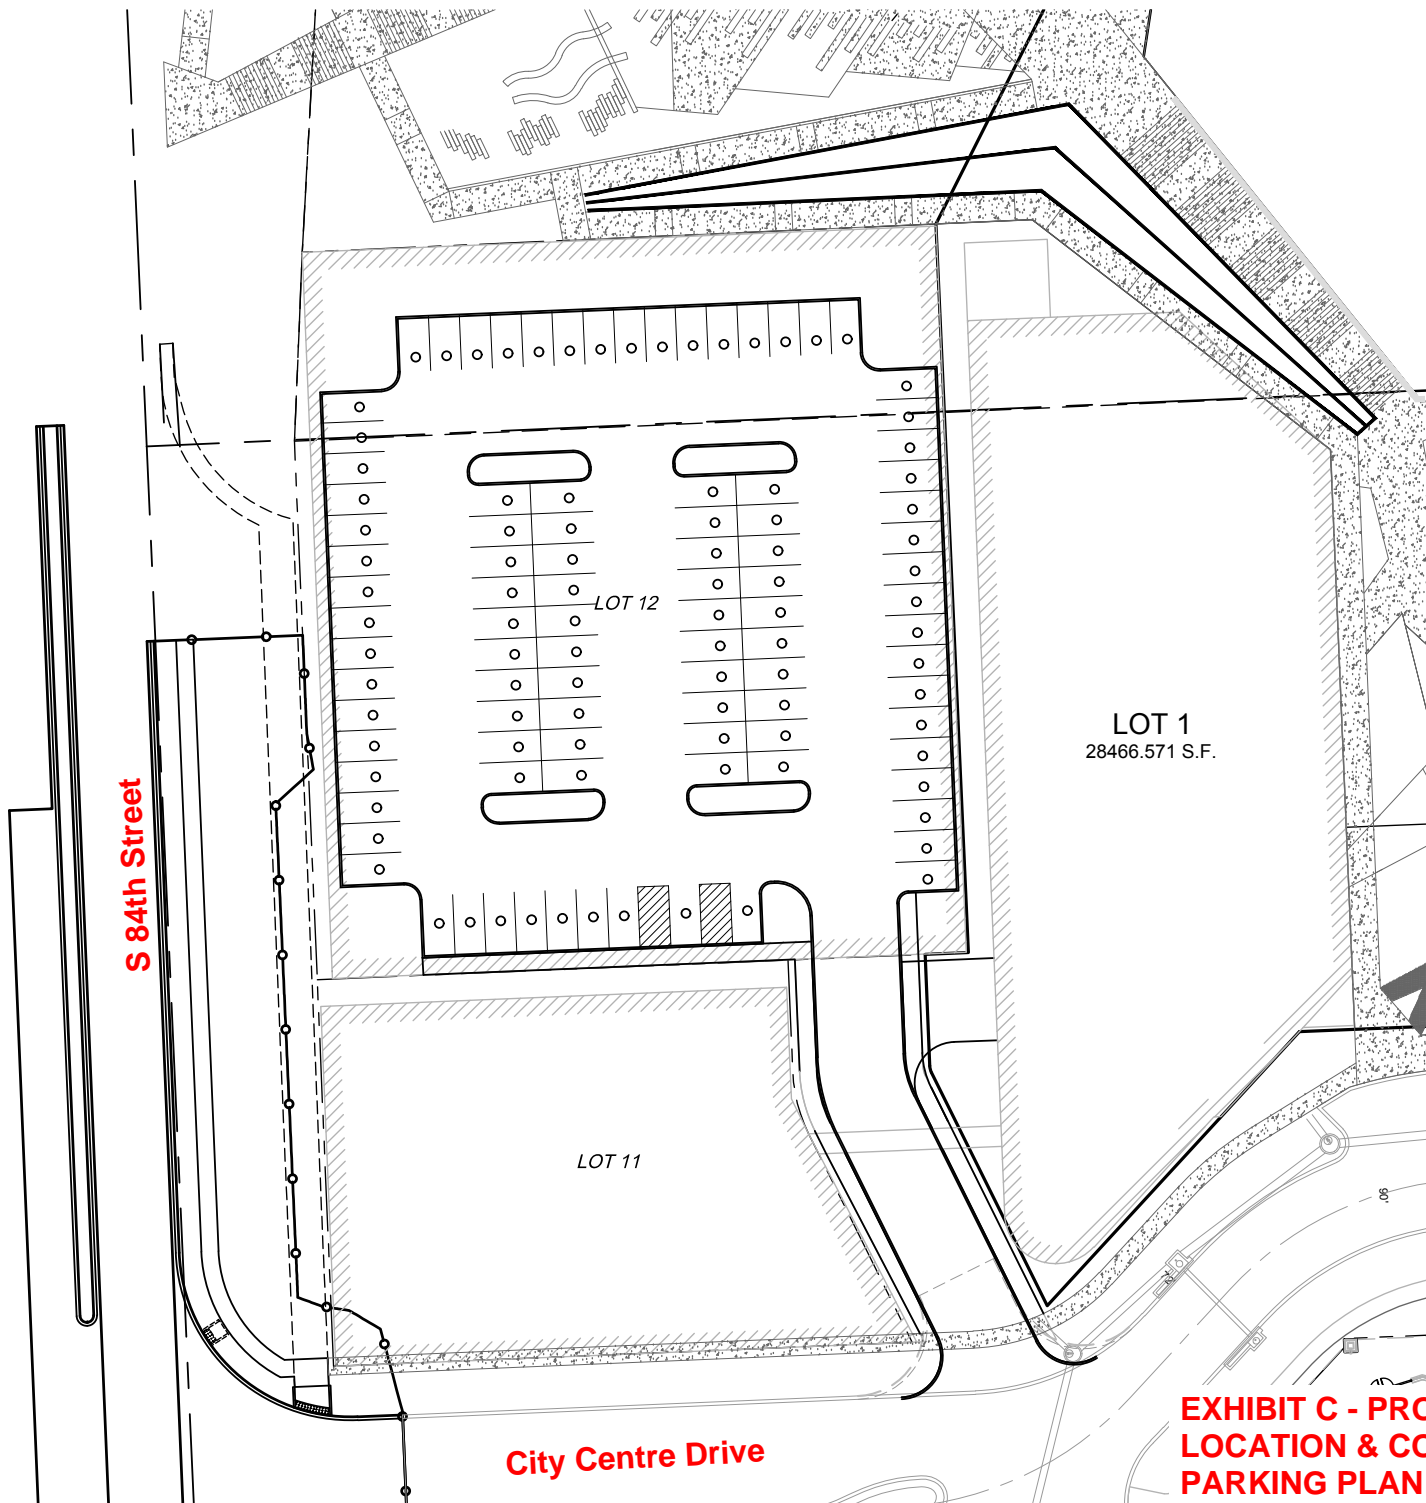 LOT 12
LOT 1
28466.571 S.F.
S 84th Street
LOT 11
90'
City Centre Drive
EXHIBIT C - PRO
LOCATION & CO
PARKING PLAN